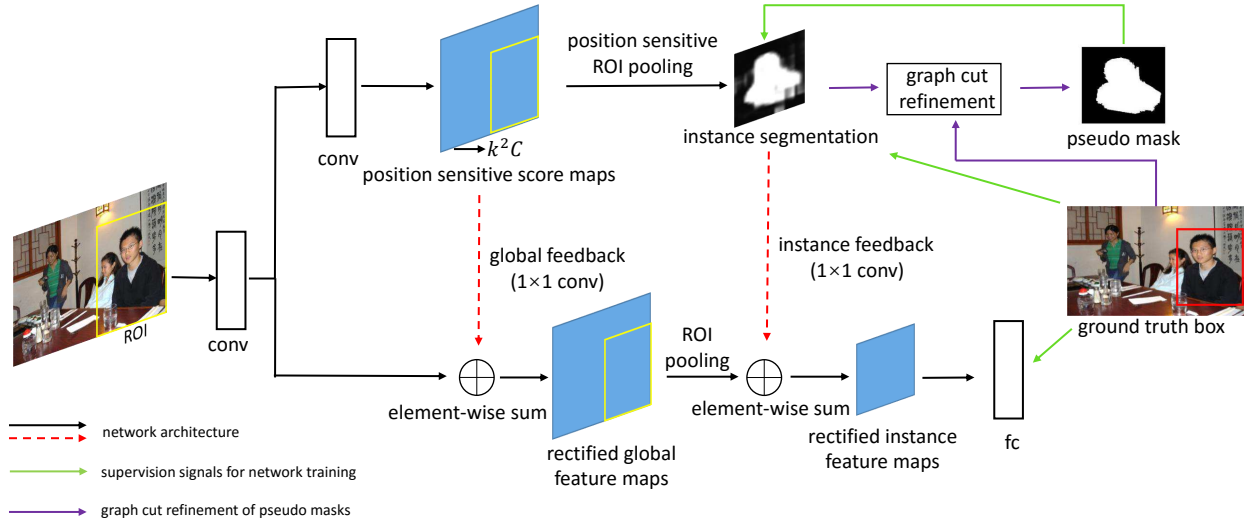 position sensitive
ROI pooling
graph cut
refinement
conv
k²C
position sensitive score maps
instance segmentation
pseudo mask
ROI
conv
global feedback
(1×1 conv)
instance feedback
(1×1 conv)
ground truth box
ROI
pooling
element-wise sum
element-wise sum
rectified global
feature maps
rectified instance
feature maps
fc
network architecture
supervision signals for network training
graph cut refinement of pseudo masks